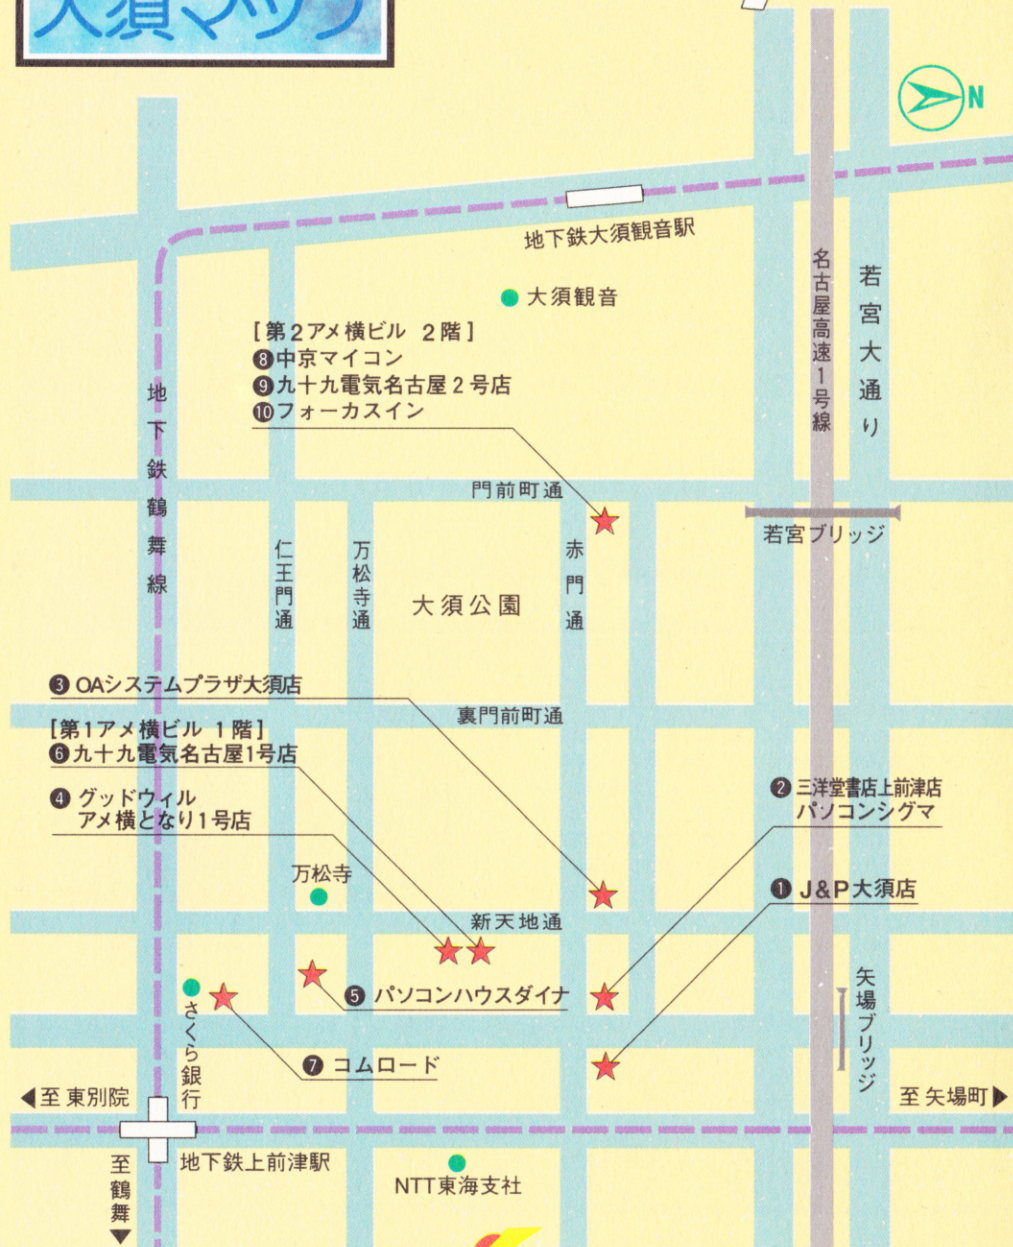 大須マップ
N
地下鉄大須観音駅
大須観音
名古屋高速1号線
若宮大通り
[第2アメ横ビル 2階]
❽中京マイコン
❾九十九電気名古屋2号店
❿フォーカスイン
地下鉄鶴舞線
門前町通
若宮ブリッジ
仁王門通
万松寺通
大須公園
赤門通
❸ OAシステムプラザ大須店
裏門前町通
[第1アメ横ビル 1階]
❻九十九電気名古屋1号店
❹ グッドウィル
アメ横となり1号店
❷ 三洋堂書店上前津店
パソコンシグマ
万松寺
❶ J&P大須店
新天地通
❺ パソコンハウスダイナ
矢場ブリッジ
さくら銀行
❼ コムロード
◀至 東別院
至 矢場町▶
地下鉄上前津駅
至鶴舞▼
NTT東海支社